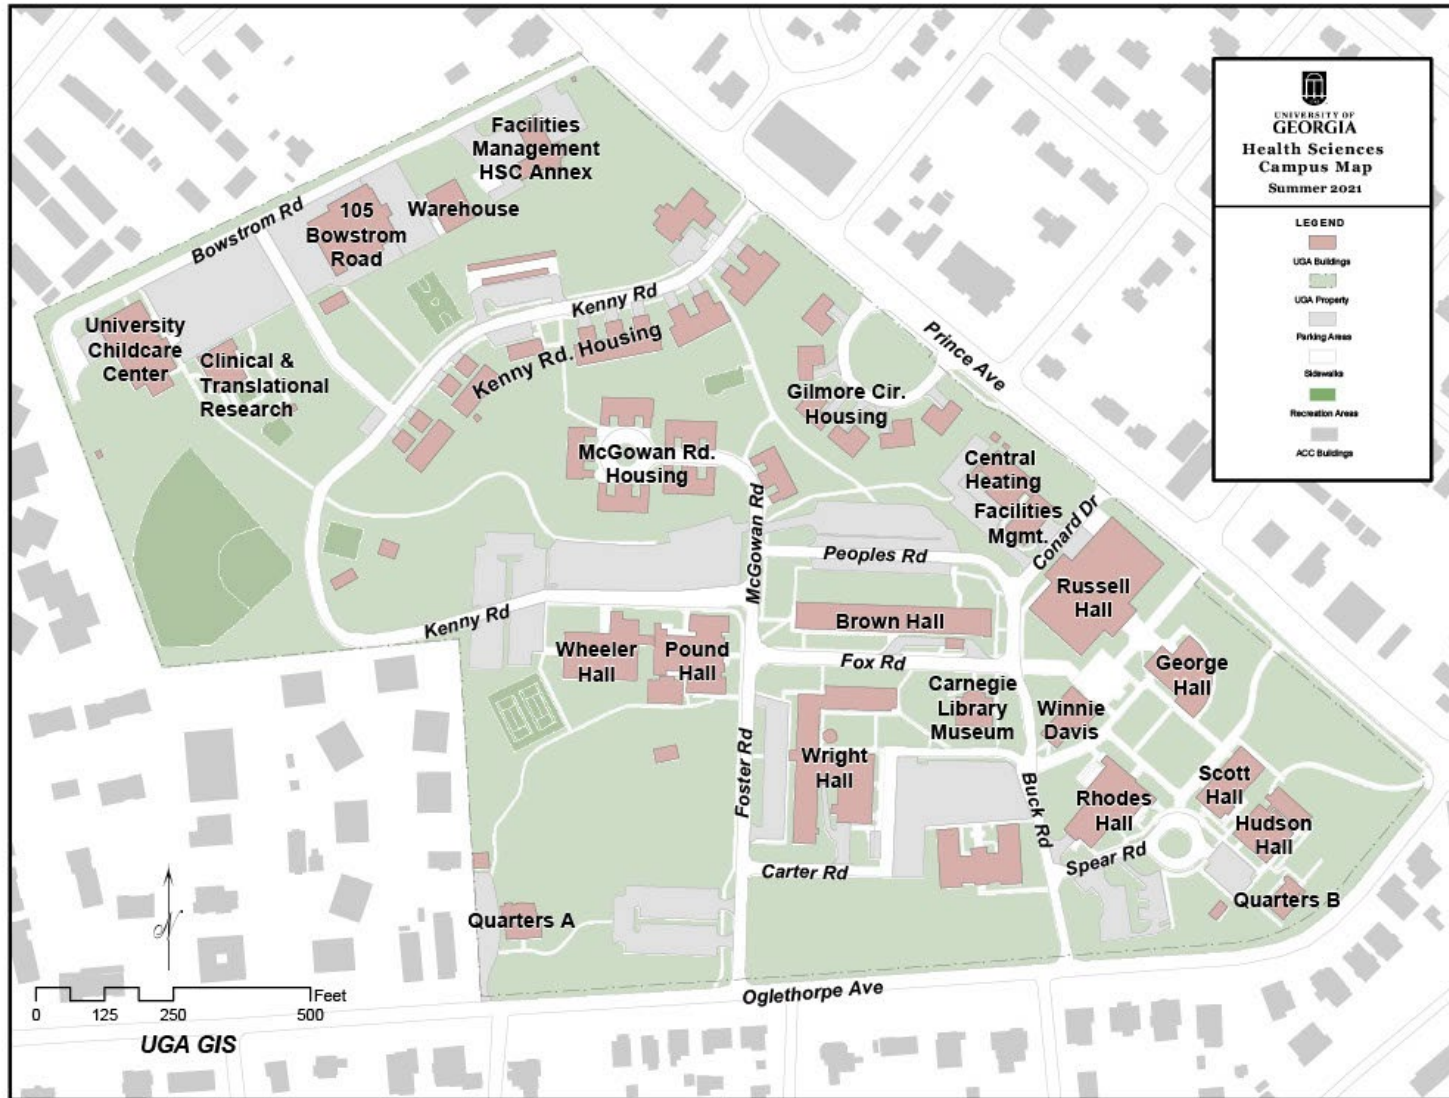 UNIVERSITY OF
GEORGIA
Health Sciences
Campus Map
Summer 2021
LEGEND
UGA Buildings
UGA Property
Parking Areas
Sidewalks
Recreation Areas
ACC Buildings
Facilities
Management
HSC Annex
Warehouse
105
Bowstrom
Road
Bowstrom Rd
University
Childcare
Center
Clinical &
Translational
Research
Kenny Rd
Kenny Rd. Housing
Prince Ave
Gilmore Cir.
Housing
McGowan Rd.
Housing
McGowan Rd
Central
Heating
Facilities
Mgmt.
Conard Dr
Peoples Rd
Russell
Hall
Brown Hall
Kenny Rd
Wheeler
Hall
Pound
Hall
Fox Rd
George
Hall
Carnegie
Library
Museum
Winnie
Davis
Wright
Hall
Foster Rd
Buck Rd
Scott
Hall
Rhodes
Hall
Hudson
Hall
Spear Rd
Carter Rd
Quarters B
Quarters A
Oglethorpe Ave
N
Feet
0 125 250 500
UGA GIS